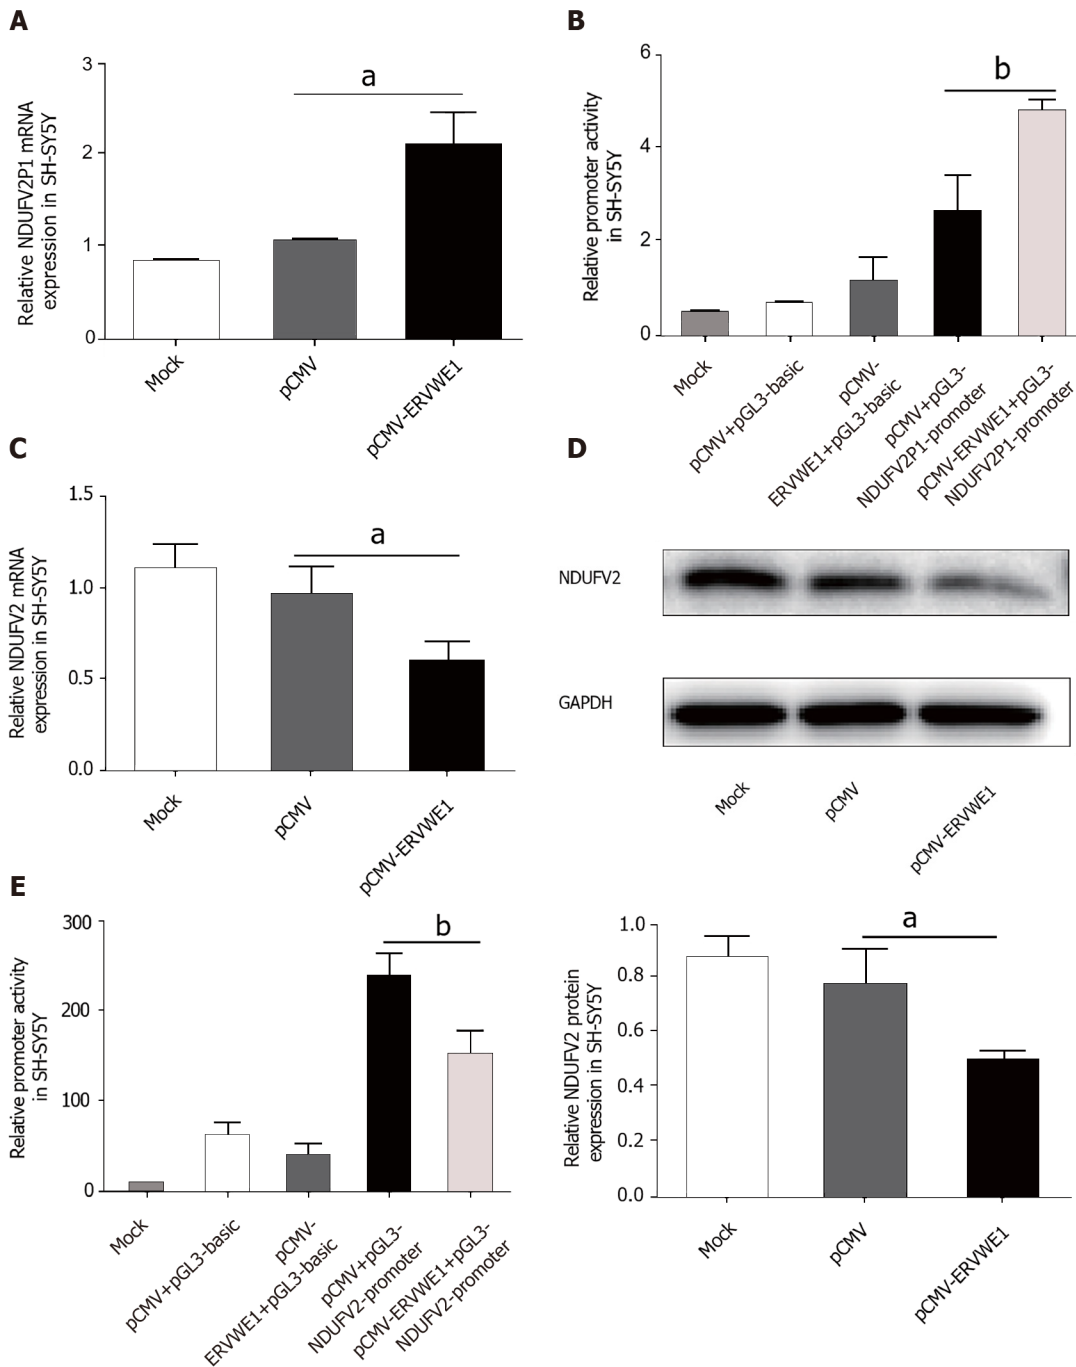 A
Relative NDUFV2P1 mRNA
expression in SH-SY5Y
3
2
1
0
a
Mock
pCMV
pCMV-ERVWE1
B
Relative promoter activity
in SH-SY5Y
6
4
2
0
b
Mock
pCMV+pGL3-basic
pCMV-
ERVWE1+pGL3-basic
pCMV+pGL3-
NDUFV2P1-promoter
pCMV-ERVWE1+pGL3-
NDUFV2P1-promoter
C
Relative NDUFV2 mRNA
expression in SH-SY5Y
1.5
1.0
0.5
0.0
a
Mock
pCMV
pCMV-ERVWE1
D
NDUFV2
GAPDH
Mock
pCMV
pCMV-ERVWE1
Relative NDUFV2 protein
expression in SH-SY5Y
1.0
0.8
0.6
0.4
0.2
0.0
a
Mock
pCMV
pCMV-ERVWE1
E
Relative promoter activity
in SH-SY5Y
300
200
100
0
b
Mock
pCMV+pGL3-basic
pCMV-
ERVWE1+pGL3-basic
pCMV+pGL3-
NDUFV2-promoter
pCMV-ERVWE1+pGL3-
NDUFV2-promoter